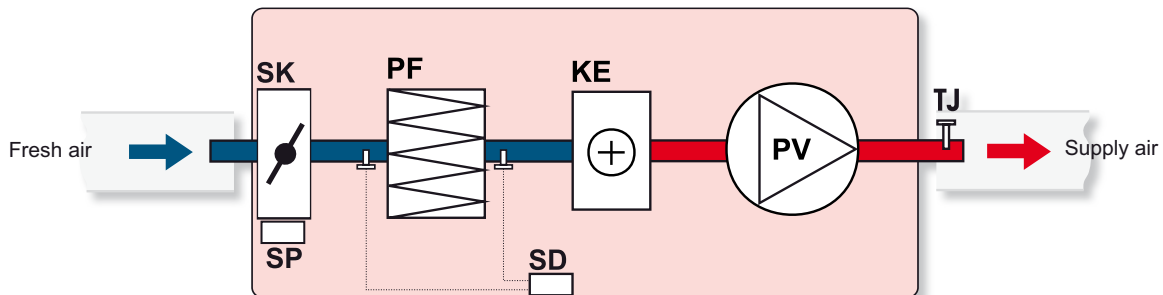 Fresh air
SK
SP
PF
SD
KE
PV
TJ
Supply air